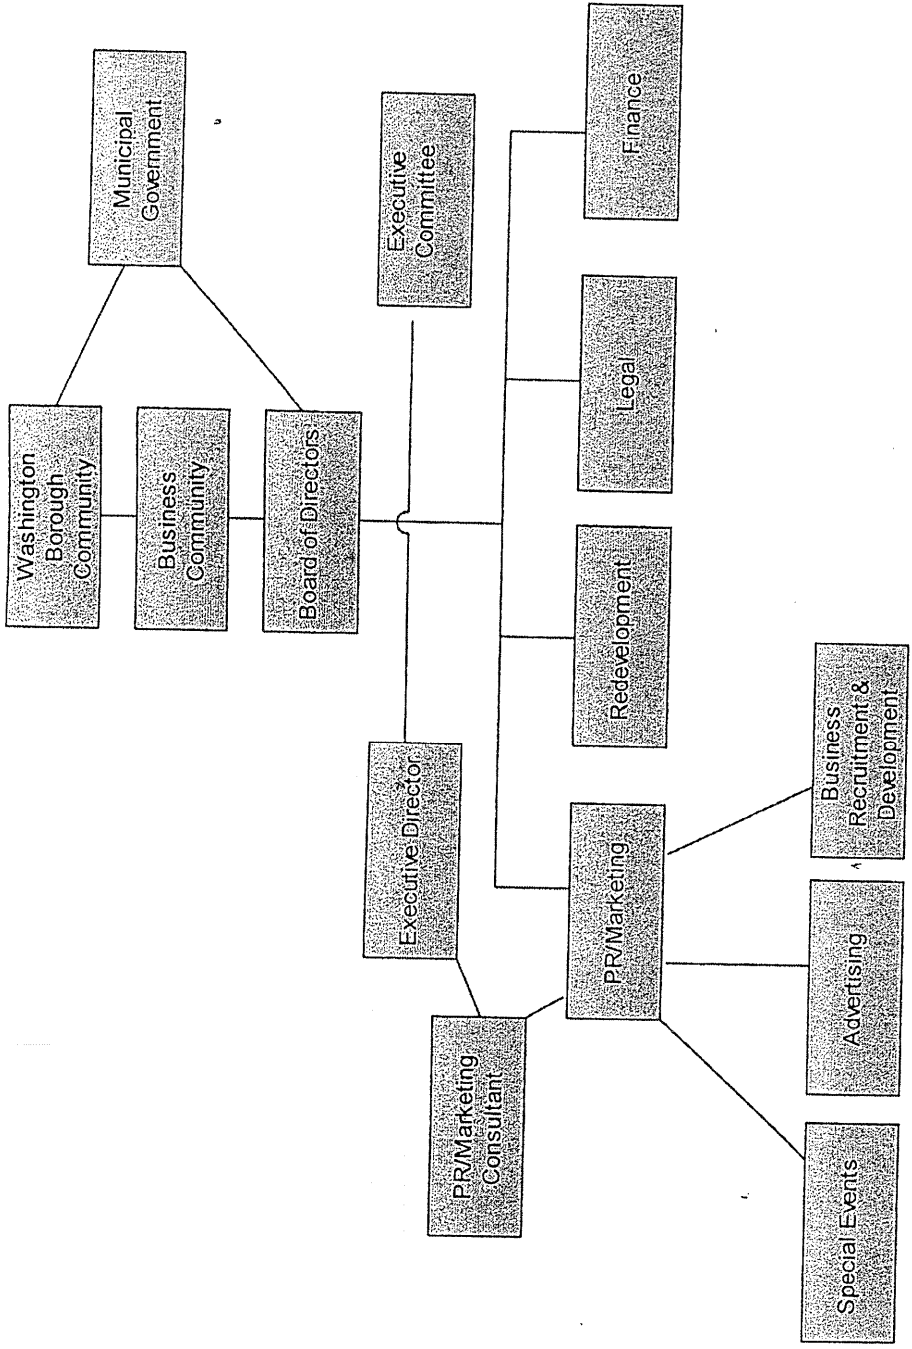 Washington
Borough
Community
Municipal
Government
Business
Community
Board of Directors
Executive Director
Executive
Committee
PR/Marketing
Consultant
PR/Marketing
Redevelopment
Legal
Finance
Special Events
Advertising
Business
Recruitment &
Development